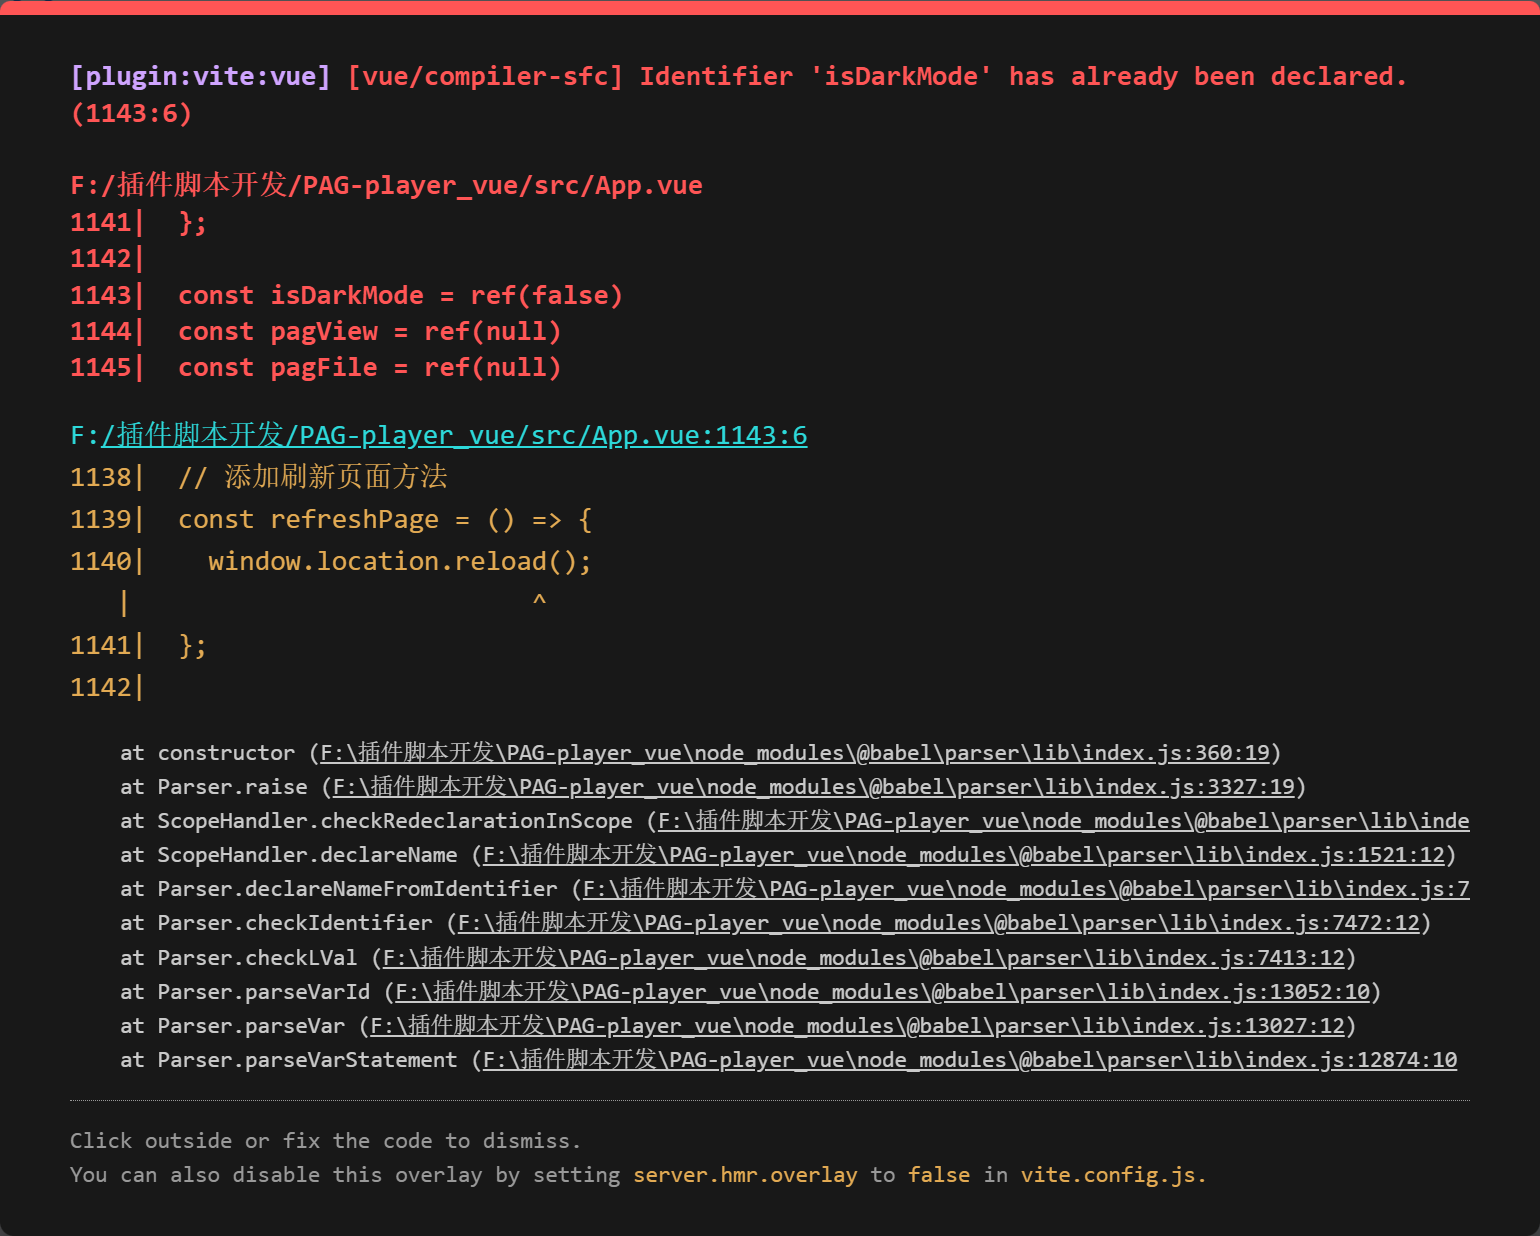 [plugin:vite:vue] [vue/compiler-sfc] Identifier 'isDarkMode' has already been declared.
(1143:6)
F:/插件脚本开发/PAG-player_vue/src/App.vue
1141|  };
1142|
1143|  const isDarkMode = ref(false)
1144|  const pagView = ref(null)
1145|  const pagFile = ref(null)
F:/插件脚本开发/PAG-player_vue/src/App.vue:1143:6
1138|  // 添加刷新页面方法
1139|  const refreshPage = () => {
1140|    window.location.reload();
   |                           ^
1141|  };
1142|
at constructor (F:\插件脚本开发\PAG-player_vue\node_modules\@babel\parser\lib\index.js:360:19)
at Parser.raise (F:\插件脚本开发\PAG-player_vue\node_modules\@babel\parser\lib\index.js:3327:19)
at ScopeHandler.checkRedeclarationInScope (F:\插件脚本开发\PAG-player_vue\node_modules\@babel\parser\lib\inde
at ScopeHandler.declareName (F:\插件脚本开发\PAG-player_vue\node_modules\@babel\parser\lib\index.js:1521:12)
at Parser.declareNameFromIdentifier (F:\插件脚本开发\PAG-player_vue\node_modules\@babel\parser\lib\index.js:7
at Parser.checkIdentifier (F:\插件脚本开发\PAG-player_vue\node_modules\@babel\parser\lib\index.js:7472:12)
at Parser.checkLVal (F:\插件脚本开发\PAG-player_vue\node_modules\@babel\parser\lib\index.js:7413:12)
at Parser.parseVarId (F:\插件脚本开发\PAG-player_vue\node_modules\@babel\parser\lib\index.js:13052:10)
at Parser.parseVar (F:\插件脚本开发\PAG-player_vue\node_modules\@babel\parser\lib\index.js:13027:12)
at Parser.parseVarStatement (F:\插件脚本开发\PAG-player_vue\node_modules\@babel\parser\lib\index.js:12874:10
Click outside or fix the code to dismiss.
You can also disable this overlay by setting server.hmr.overlay to false in vite.config.js.